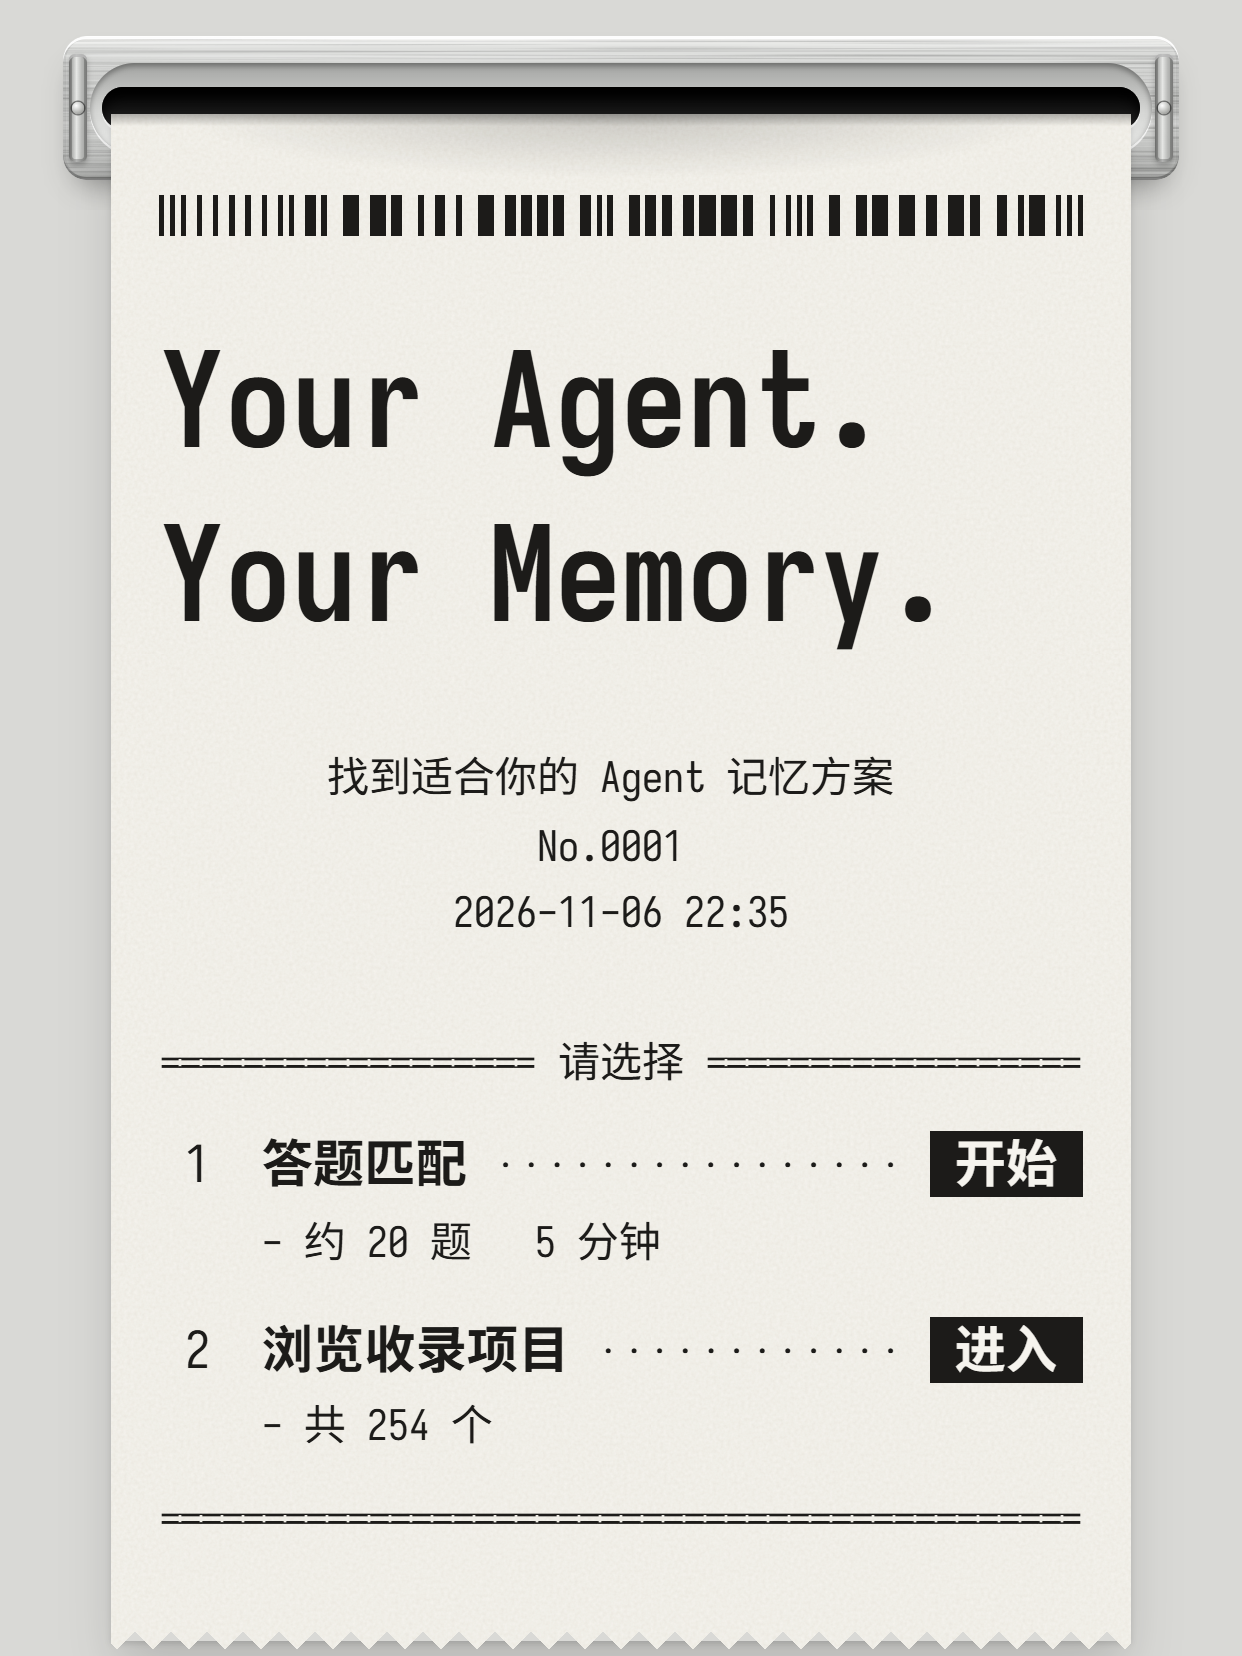 Your Agent.
Your Memory.
找到适合你的 Agent 记忆方案
No.0001
2026-11-06 22:35
================== 请选择 ==================
1 答题匹配 ················ 开始
- 约 20 题  5 分钟
2 浏览收录项目 ············ 进入
- 共 254 个
============================================